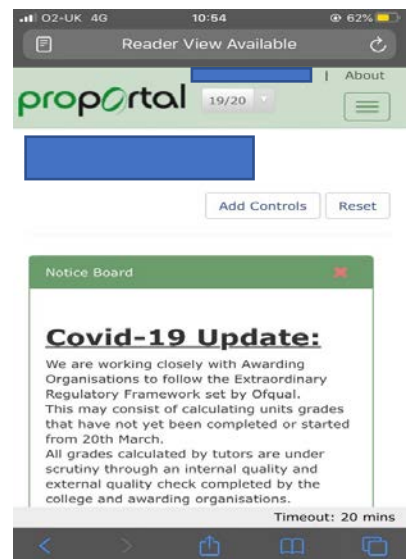 O2-UK 4G 10:54 62%
Reader View Available
| About
proportal 19/20
Add Controls Reset
Notice Board
Covid-19 Update:
We are working closely with Awarding
Organisations to follow the Extraordinary
Regulatory Framework set by Ofqual.
This may consist of calculating units grades
that have not yet been completed or started
from 20th March.
All grades calculated by tutors are under
scrutiny through an internal quality and
external quality check completed by the
college and awarding organisations.
Timeout: 20 mins